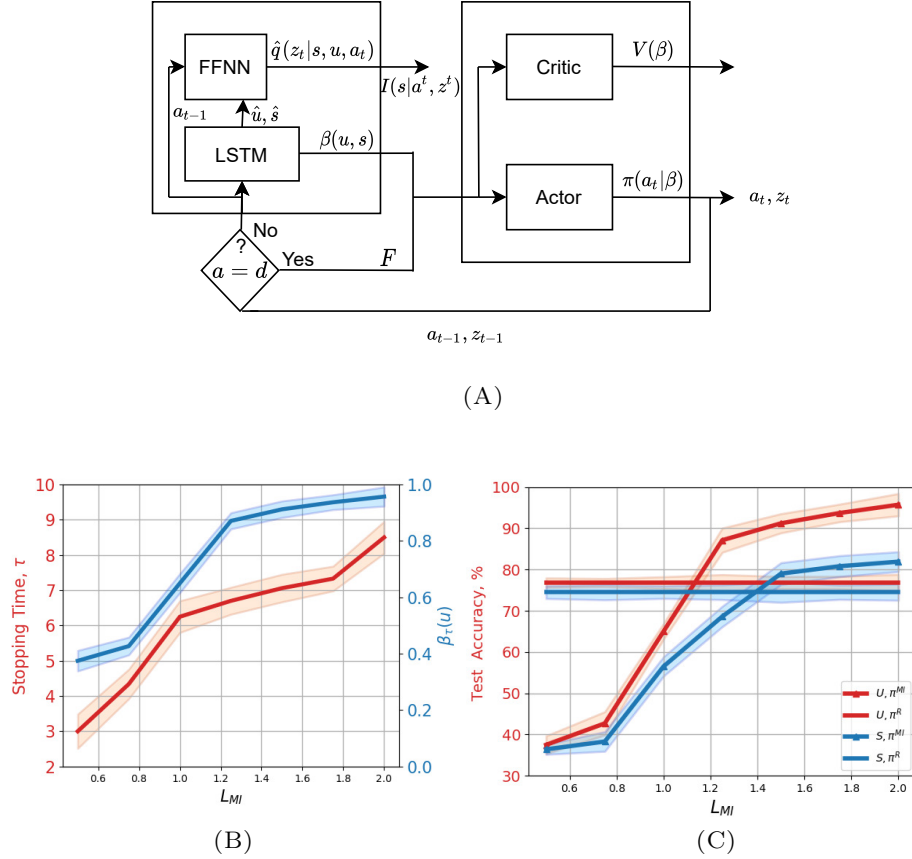 FFNN
q̂(z_t|s, u, a_t)
I(s|a^t, z^t)
a_{t-1}
û, ŝ
LSTM
β(u, s)
No
?
a = d
Yes
F
Critic
V(β)
Actor
π(a_t|β)
a_t, z_t
a_{t-1}, z_{t-1}
(A)
Stopping Time, τ
10
9
8
7
6
5
4
3
2
0.6 0.8 1.0 1.2 1.4 1.6 1.8 2.0
L_{MI}
1.0
0.8
0.6
0.4
0.2
0.0
β_τ(u)
(B)
Test Accuracy, %
100
90
80
70
60
50
40
30
0.6 0.8 1.0 1.2 1.4 1.6 1.8 2.0
L_{MI}
U, π^{MI}
U, π^R
S, π^{MI}
S, π^R
(C)